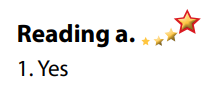 Reading a.
1. Yes